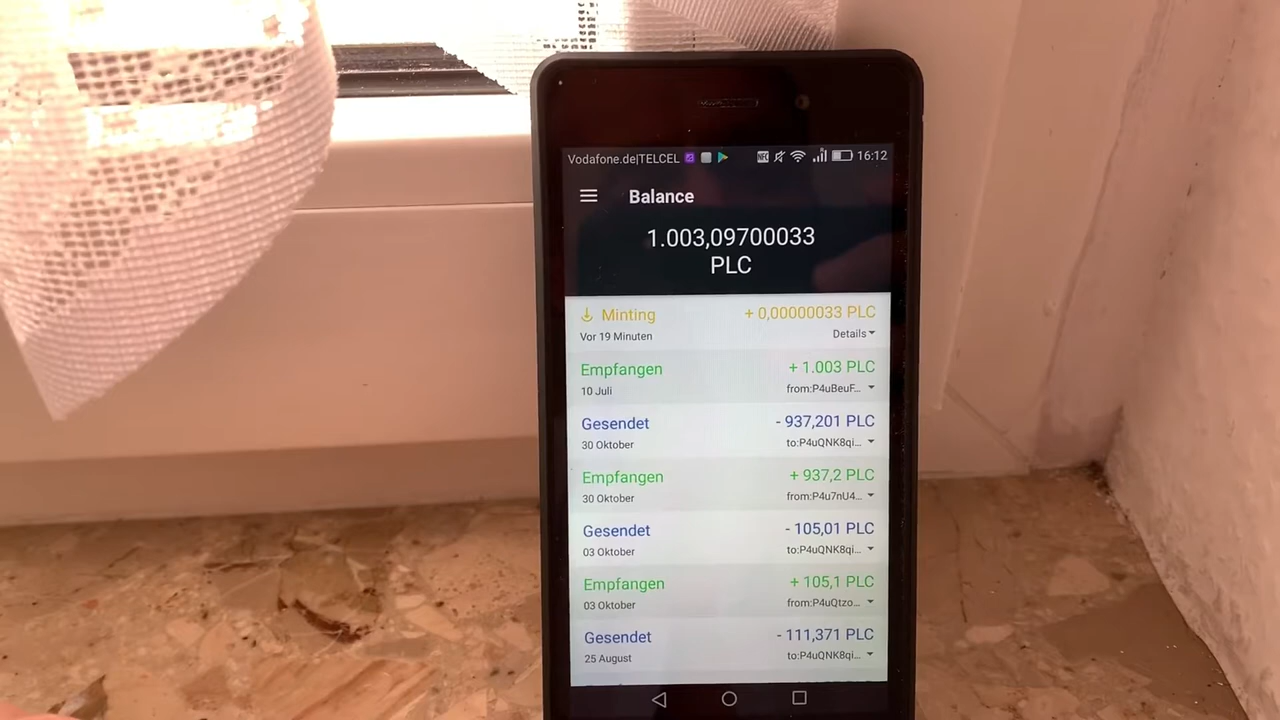 Vodafone.de|TELCEL 16:12
Balance
1.003,09700033
PLC
Minting + 0,00000033 PLC
Vor 19 Minuten Details
Empfangen + 1.003 PLC
10 Juli from:P4uBeuF...
Gesendet - 937,201 PLC
30 Oktober to:P4uQNK8qi...
Empfangen + 937,2 PLC
30 Oktober from:P4u7nU4...
Gesendet - 105,01 PLC
03 Oktober to:P4uQNK8qi...
Empfangen + 105,1 PLC
03 Oktober from:P4uQtzo...
Gesendet - 111,371 PLC
25 August to:P4uQNK8qi...